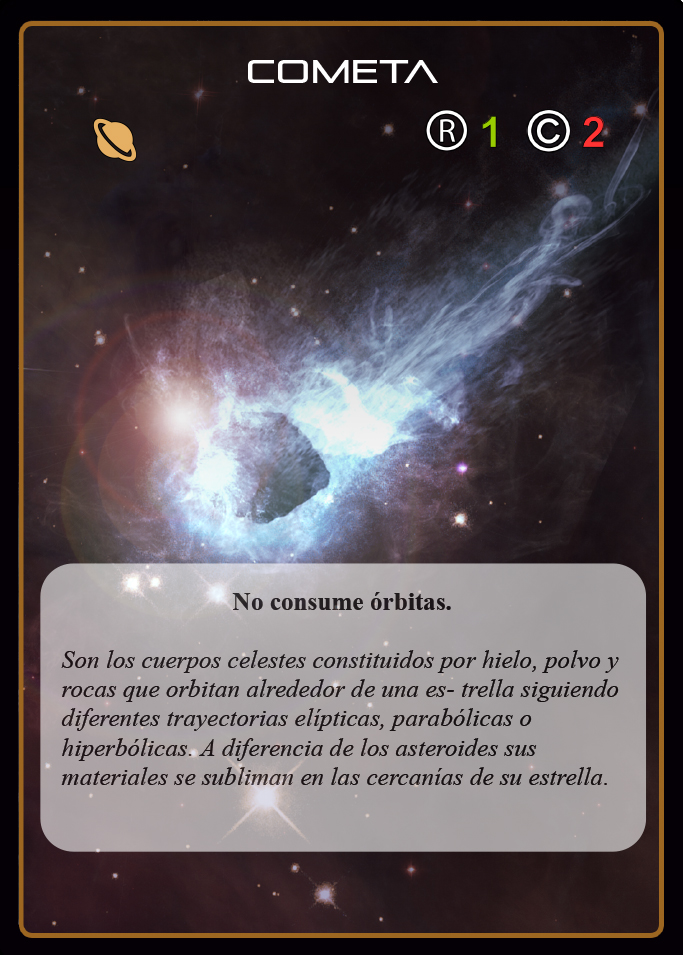 COMETA
® 1 © 2
No consume órbitas.
Son los cuerpos celestes constituidos por hielo, polvo y
rocas que orbitan alrededor de una es- trella siguiendo
diferentes trayectorias elípticas, parabólicas o
hiperbólicas. A diferencia de los asteroides sus
materiales se subliman en las cercanías de su estrella.